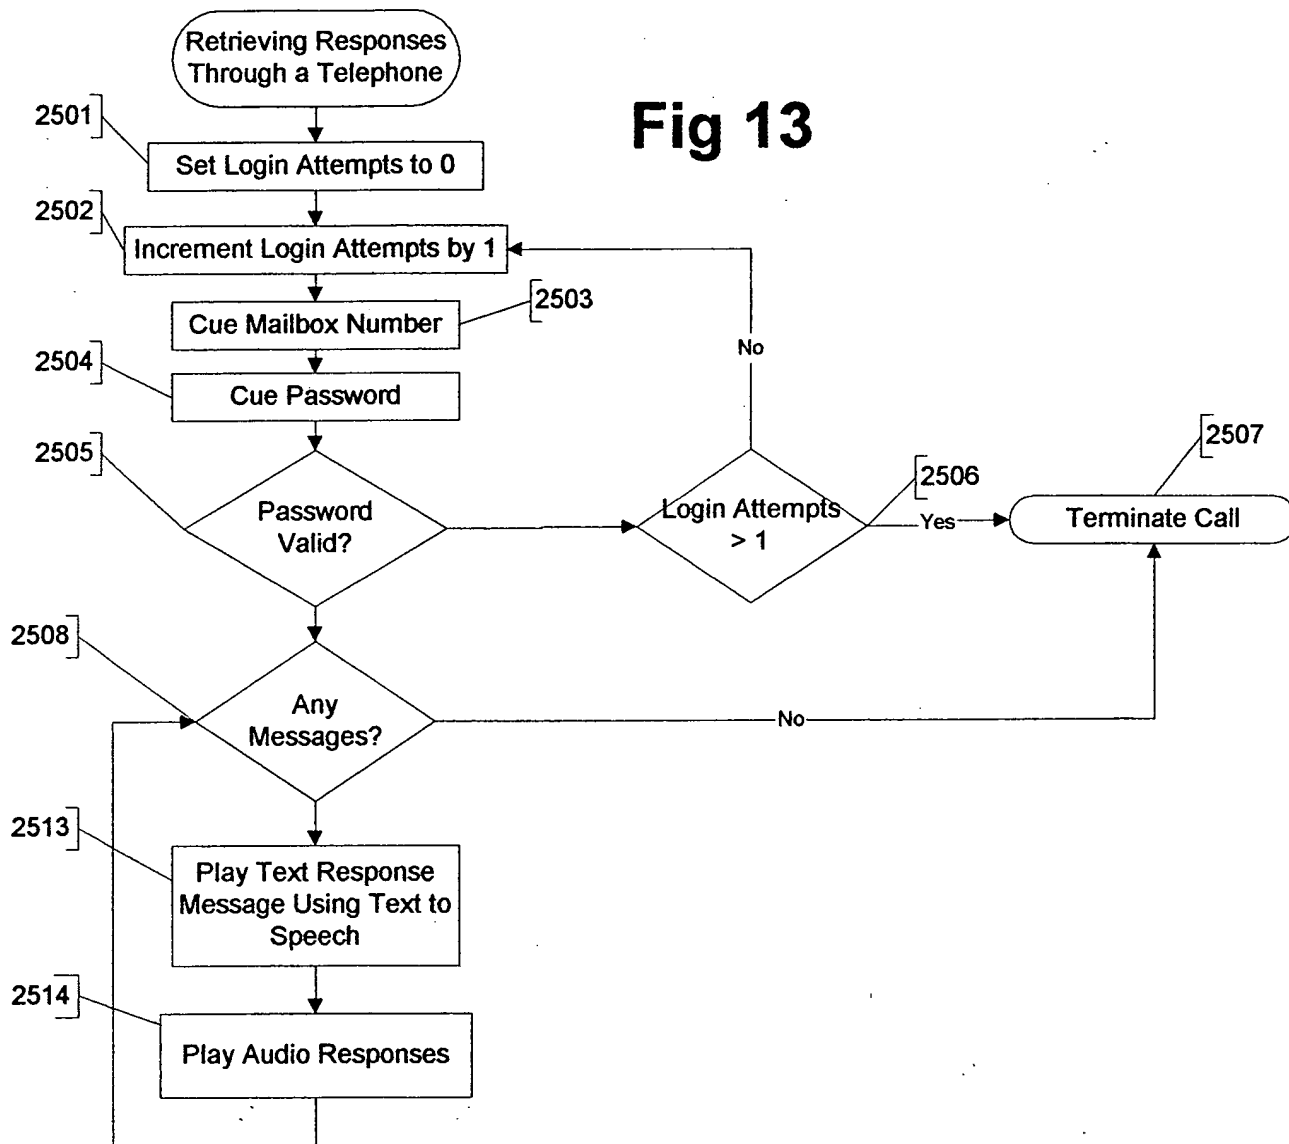 Retrieving Responses
Through a Telephone
Fig 13
2501
Set Login Attempts to 0
2502
Increment Login Attempts by 1
2503
Cue Mailbox Number
No
2504
Cue Password
2505
2507
2506
Password
Valid?
Login Attempts
> 1
Yes
Terminate Call
2508
Any
Messages?
No
2513
Play Text Response
Message Using Text to
Speech
2514
Play Audio Responses